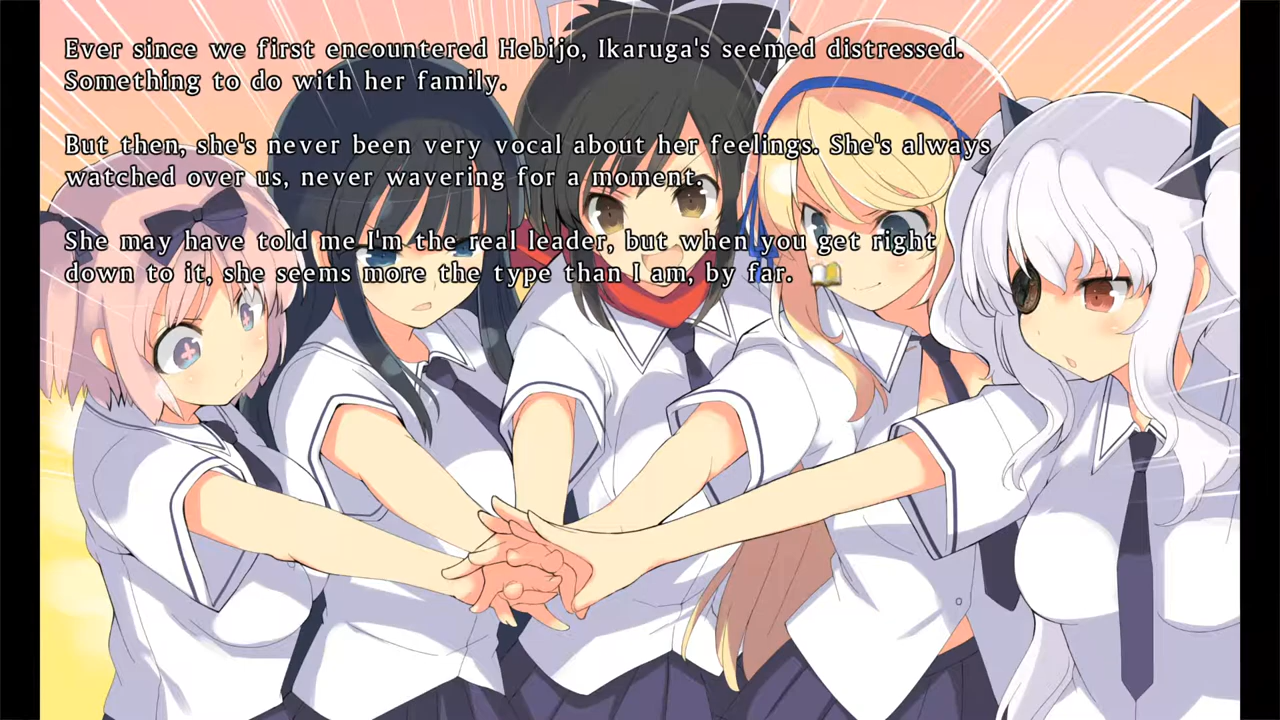 Ever since we first encountered Hebijo, Ikaruga's seemed distressed.
Something to do with her family.
But then, she's never been very vocal about her feelings. She's always
watched over us, never wavering for a moment.
She may have told me I'm the real leader, but when you get right
down to it, she seems more the type than I am, by far.